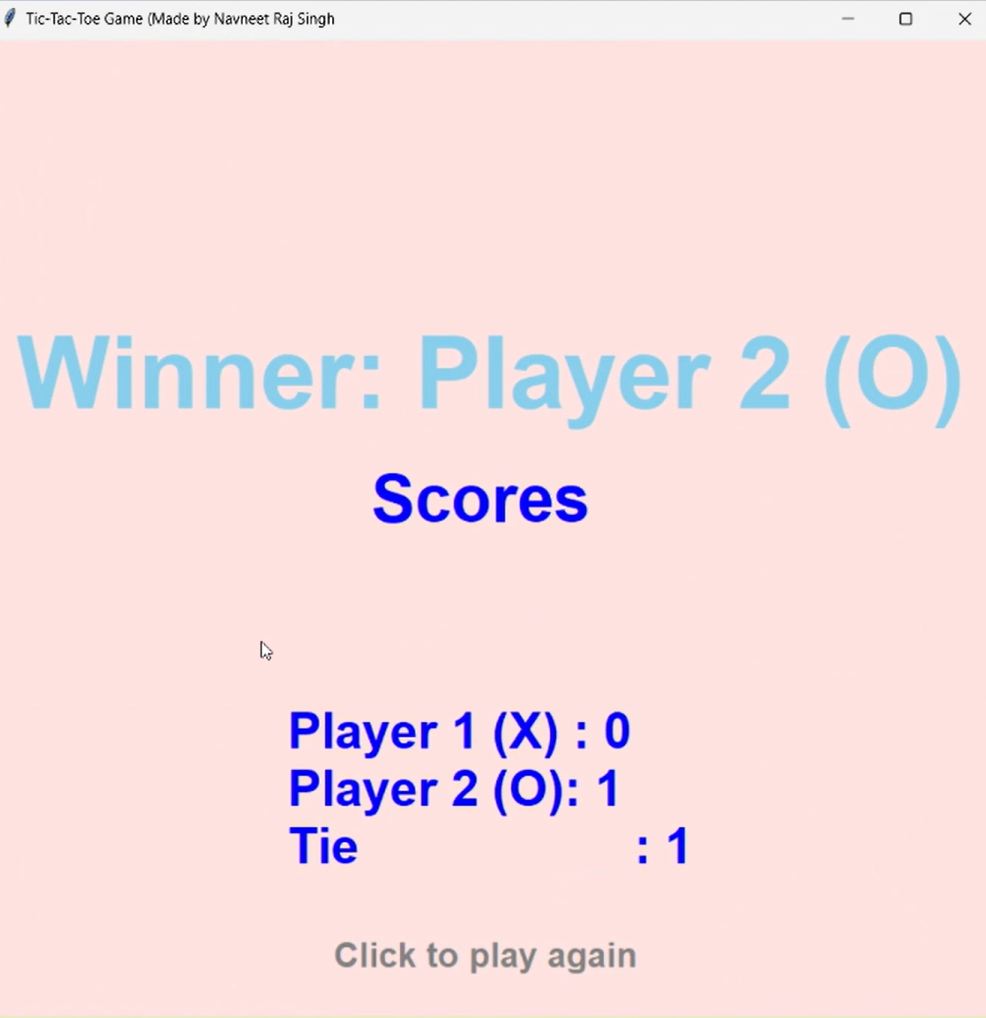 Tic-Tac-Toe Game (Made by Navneet Raj Singh
Winner: Player 2 (O)
Scores
Player 1 (X) : 0
Player 2 (O): 1
Tie : 1
Click to play again